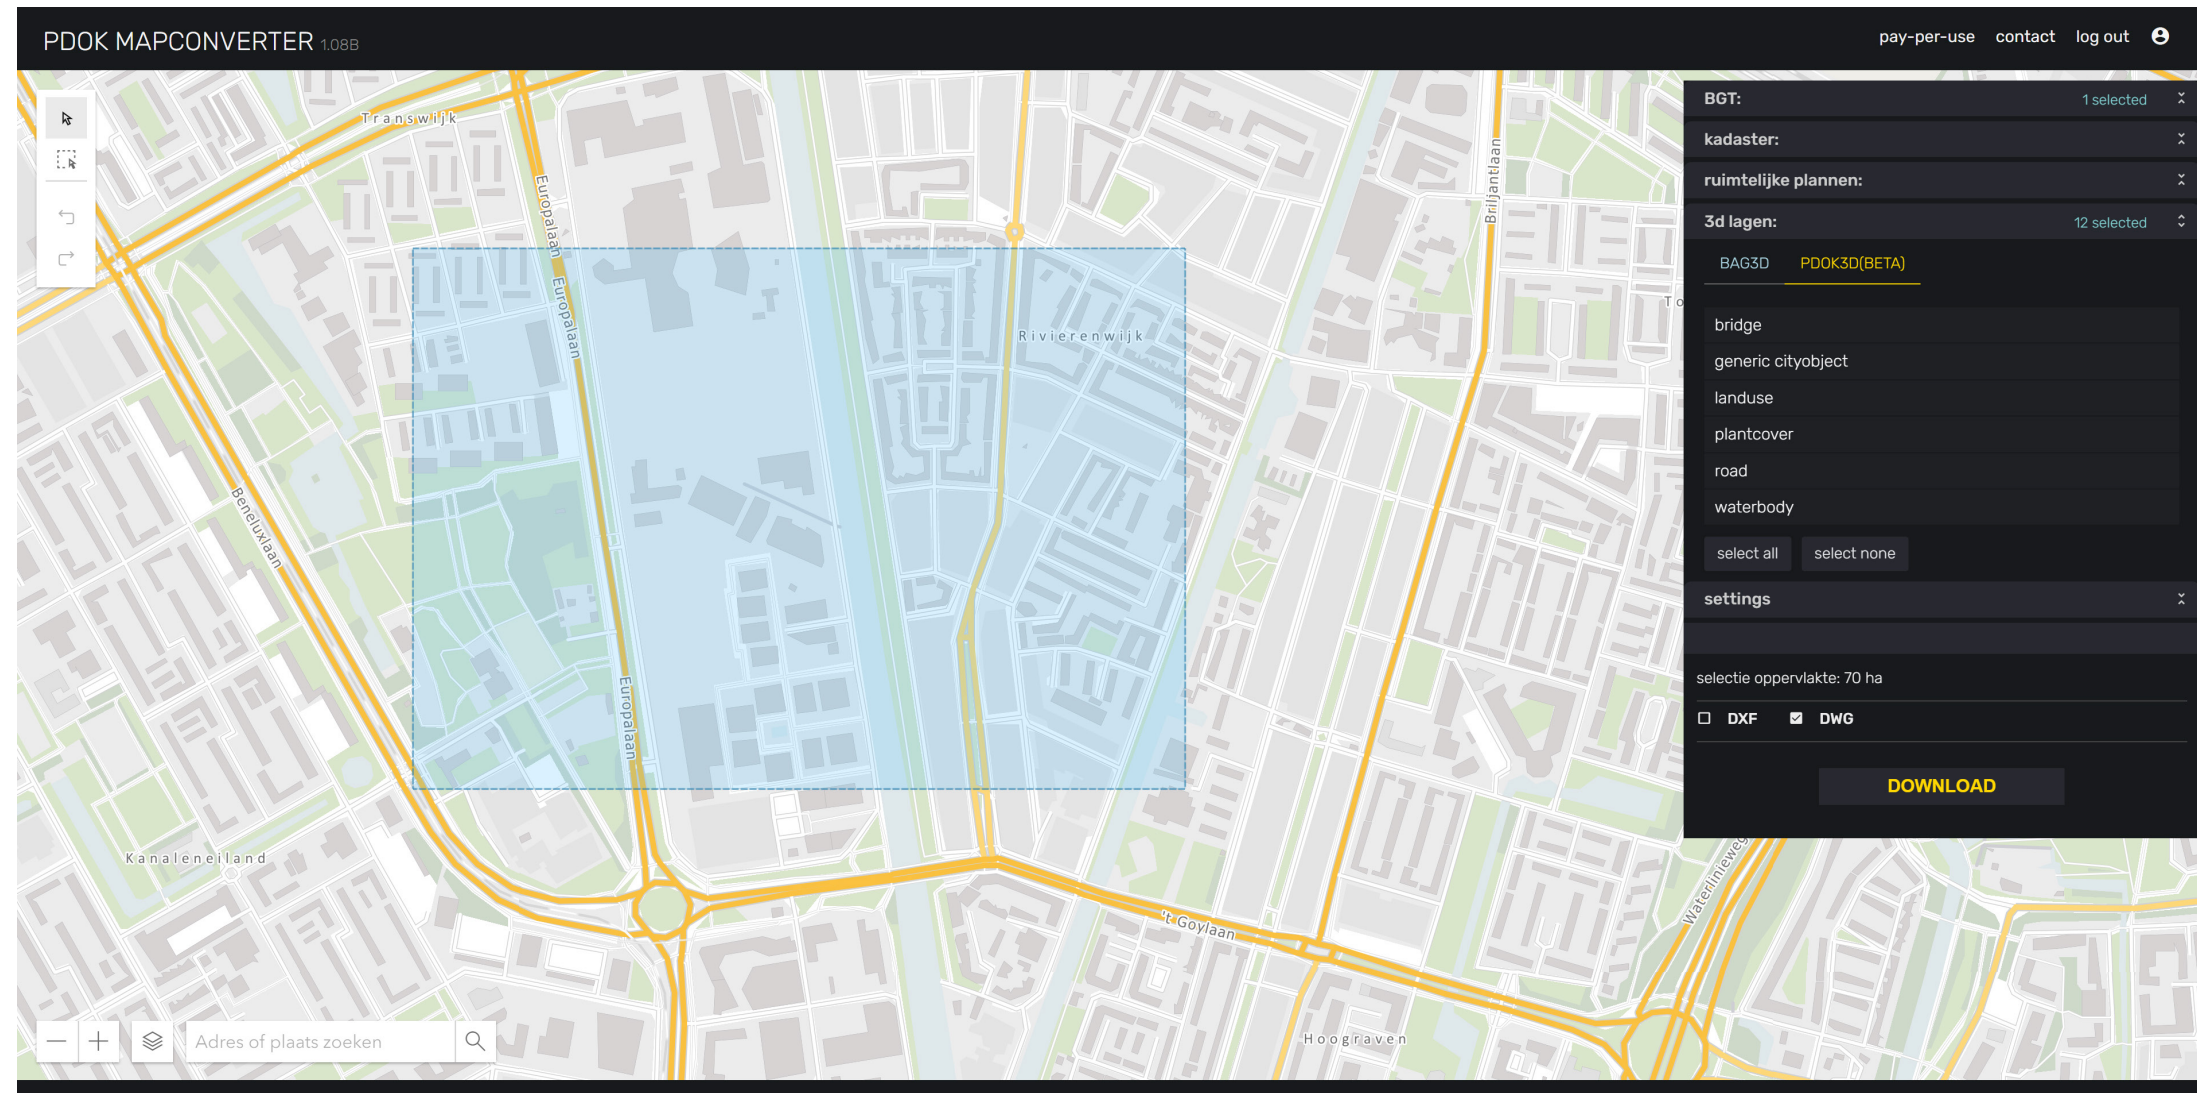 PDOK MAPCONVERTER 1.08B
pay-per-use contact log out
Transwijk
Europalaan
Europalaan
Briljantlaan
Rivierenwijk
To
Beneluxlaan
Europalaan
Kanaleneiland
't Goylaan
Waterlinieweg
Hoograven
Adres of plaats zoeken
BGT: 1 selected
kadaster:
ruimtelijke plannen:
3d lagen: 12 selected
BAG3D PDOK3D(BETA)
bridge
generic cityobject
landuse
plantcover
road
waterbody
select all select none
settings
selectie oppervlakte: 70 ha
DXF DWG
DOWNLOAD